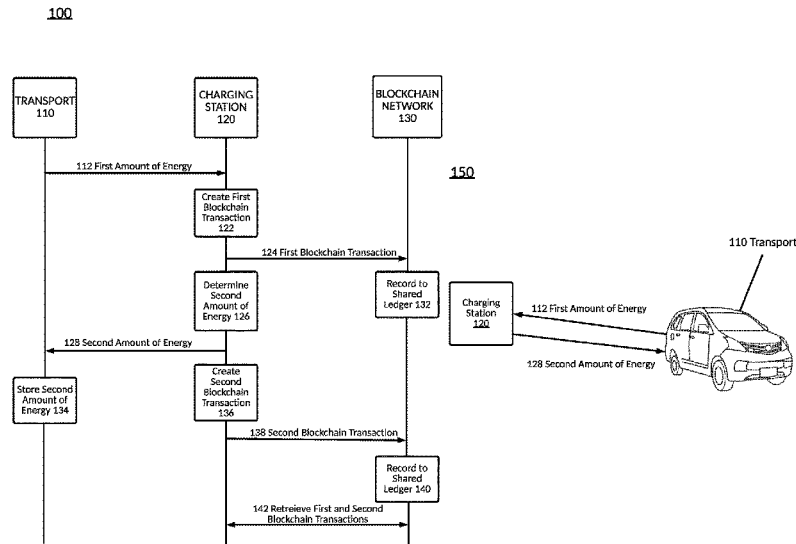 100
TRANSPORT
110
CHARGING
STATION
120
BLOCKCHAIN
NETWORK
130
112 First Amount of Energy
Create First
Blockchain
Transaction
122
124 First Blockchain Transaction
Determine
Second
Amount of
Energy 126
Record to
Shared
Ledger 132
128 Second Amount of Energy
Store Second
Amount of
Energy 134
Create
Second
Blockchain
Transaction
136
138 Second Blockchain Transaction
Record to
Shared
Ledger 140
142 Retreieve First and Second
Blockchain Transactions
150
110 Transport
Charging
Station
120
112 First Amount of Energy
128 Second Amount of Energy